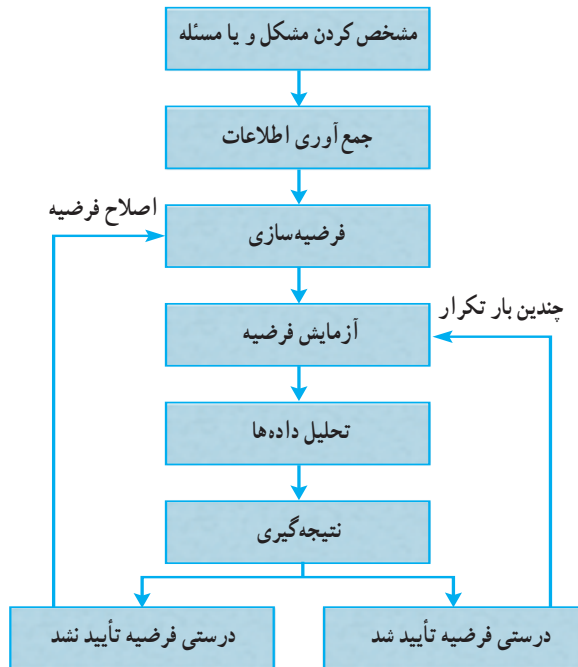 مشخص کردن مشکل و یا مسئله
جمع آوری اطلاعات
اصلاح فرضیه
فرضیه‌سازی
چندین بار تکرار
آزمایش فرضیه
تحلیل داده‌ها
نتیجه‌گیری
درستی فرضیه تأیید شد
درستی فرضیه تأیید نشد